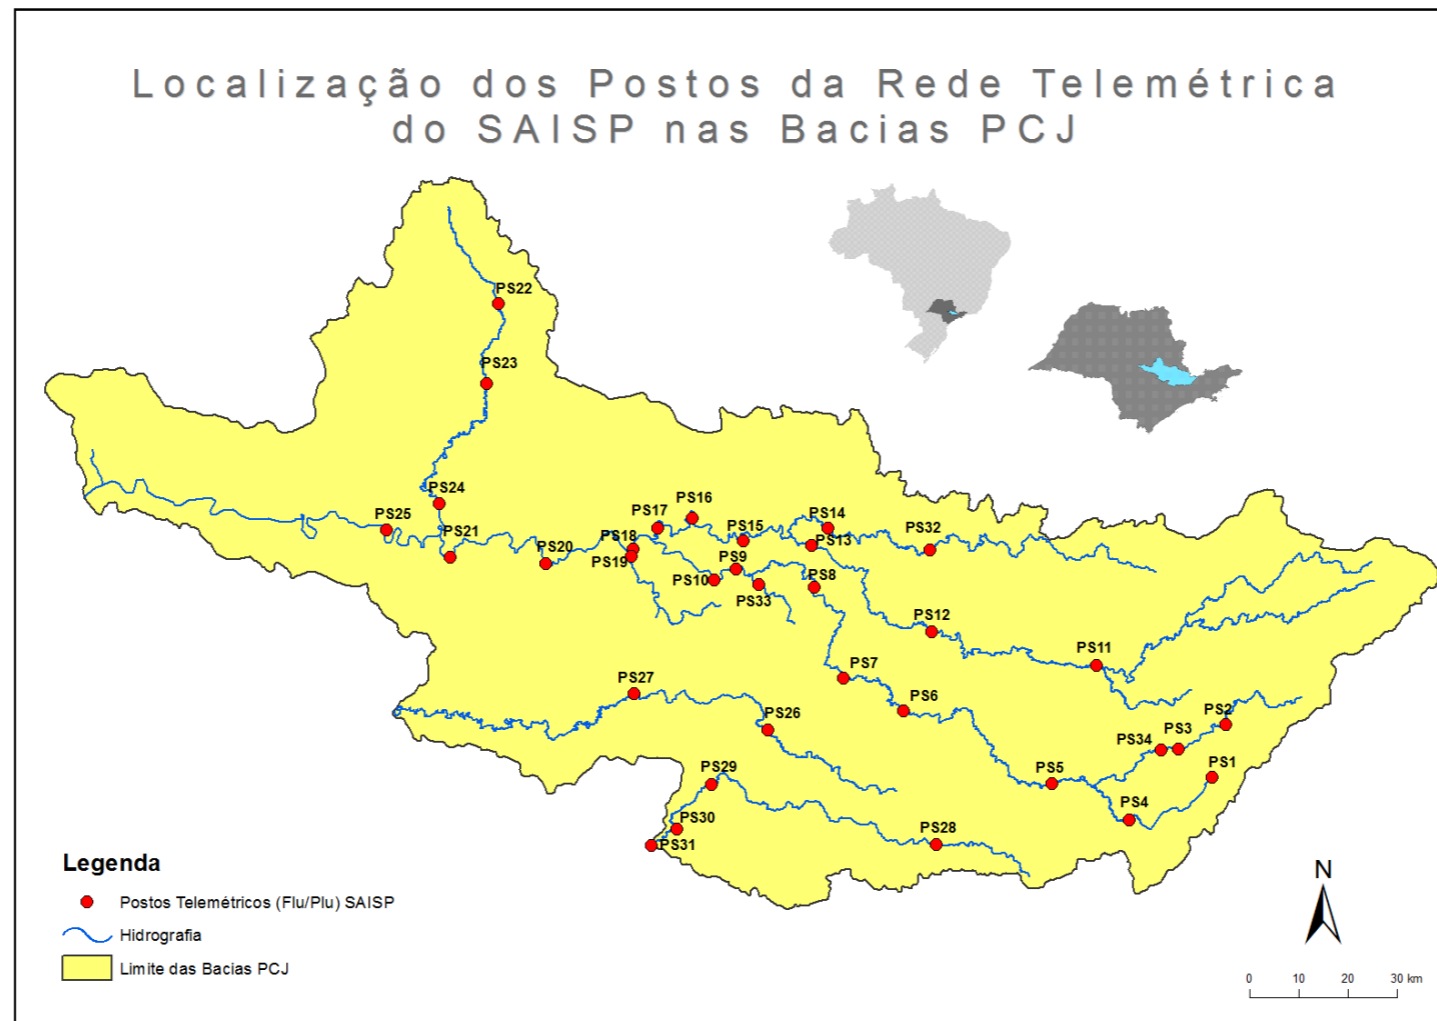 Localização dos Postos da Rede Telemétrica
do SAISP nas Bacias PCJ
PS22
PS23
PS24
PS25
PS21
PS20
PS17
PS16
PS18
PS19
PS15
PS14
PS13
PS32
PS9
PS10
PS33
PS8
PS12
PS11
PS7
PS6
PS27
PS26
PS2
PS3
PS34
PS1
PS5
PS4
PS29
PS30
PS31
PS28
Legenda
Postos Telemétricos (Flu/Plu) SAISP
Hidrografia
Limite das Bacias PCJ
N
0 10 20 30 km